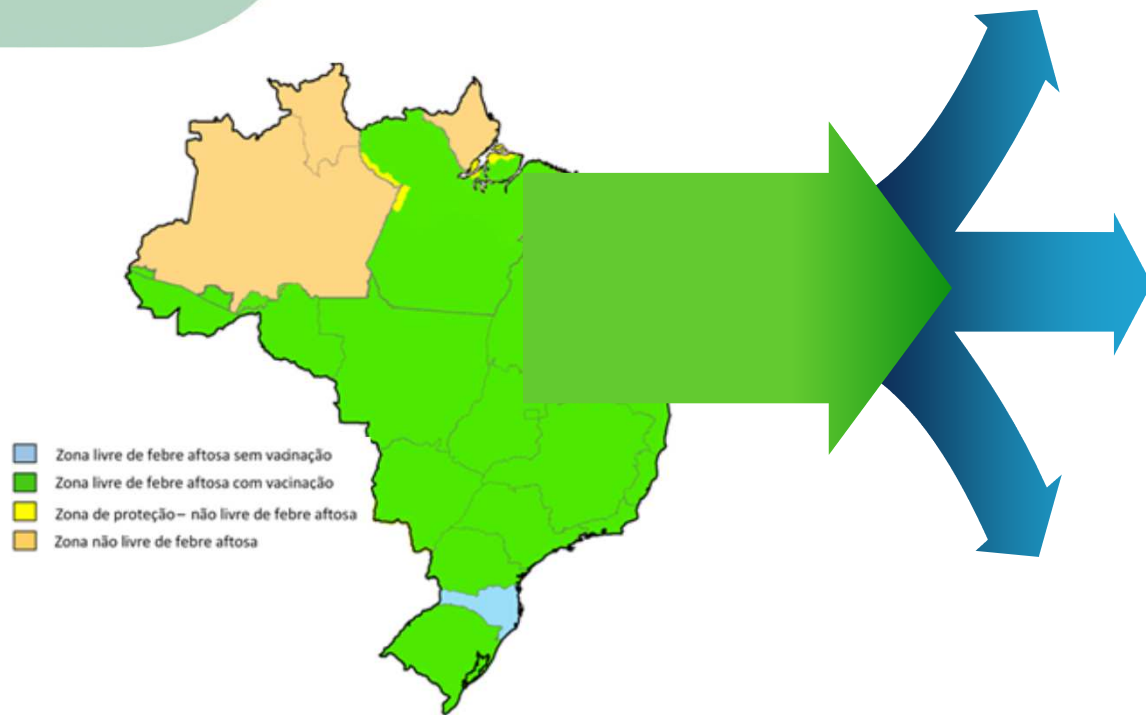 Zona livre de febre aftosa sem vacinação
Zona livre de febre aftosa com vacinação
Zona de proteção – não livre de febre aftosa
Zona não livre de febre aftosa